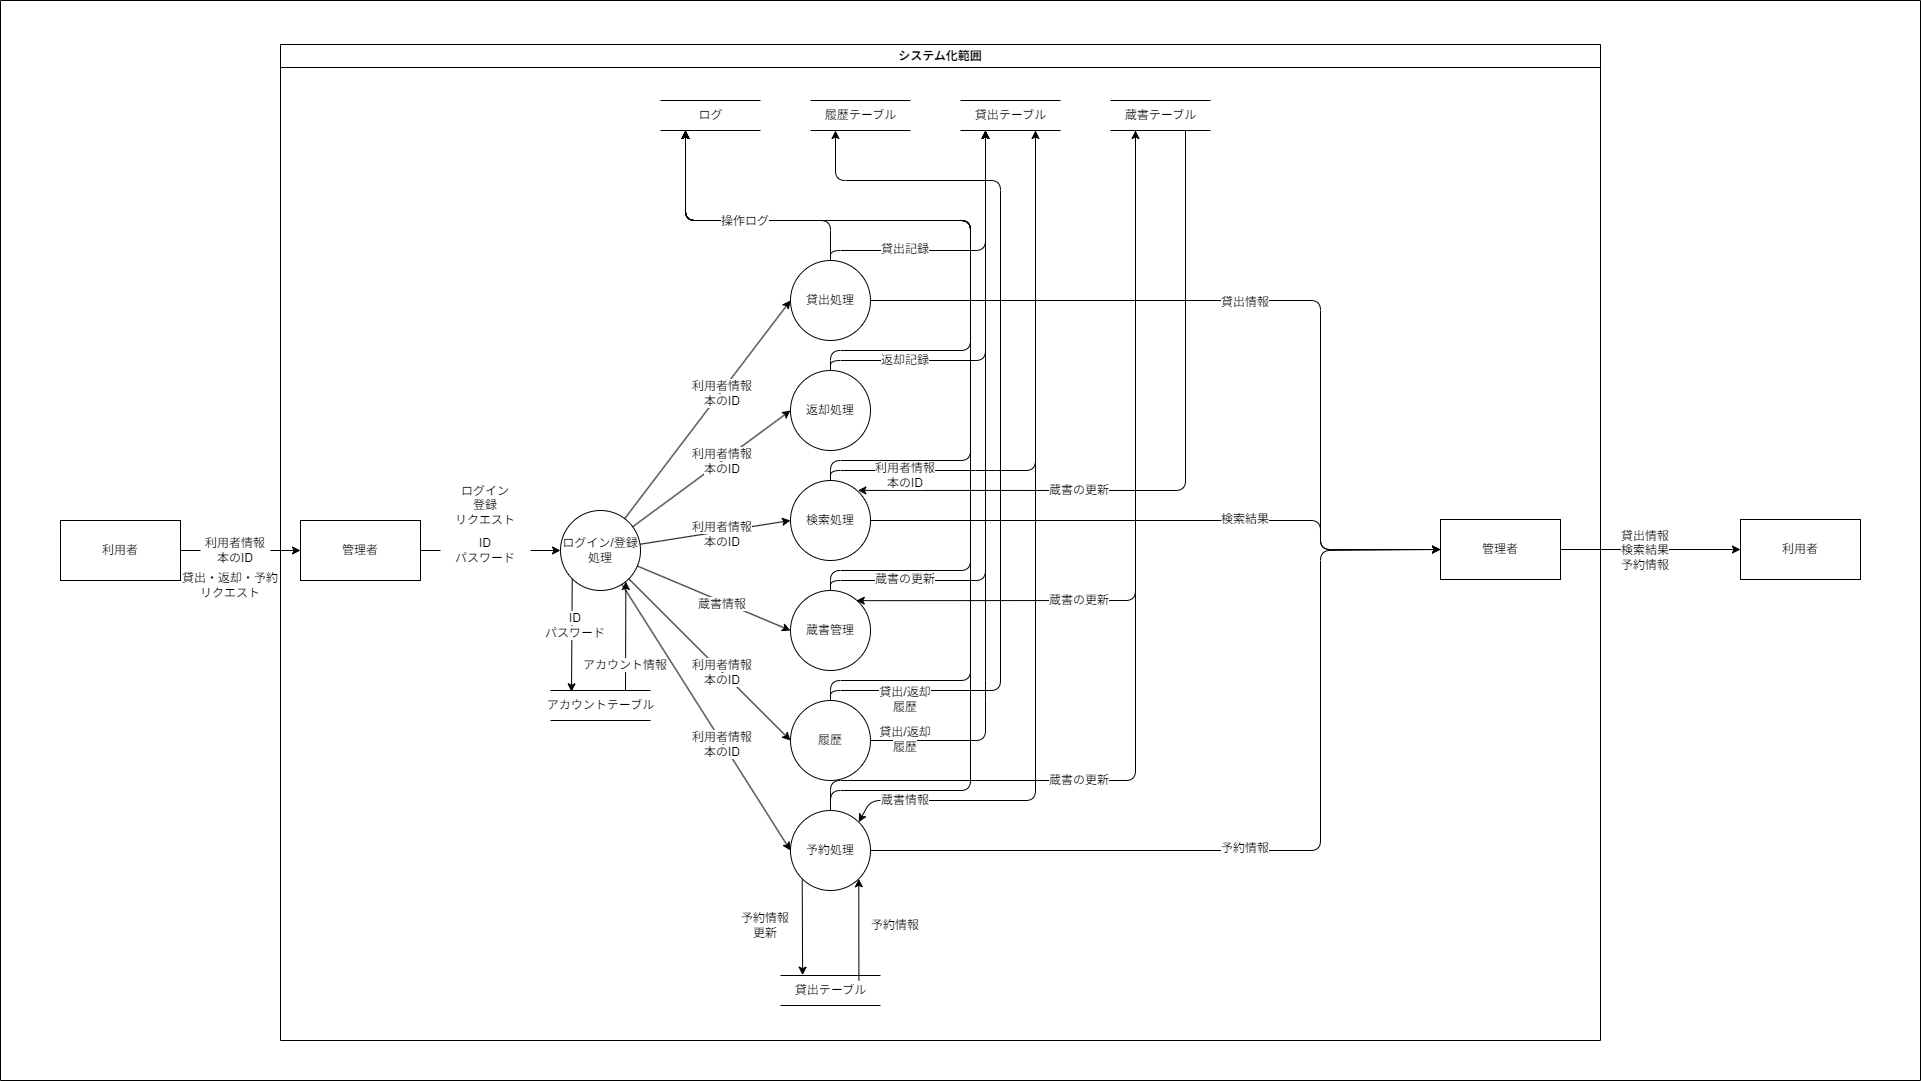 システム化範囲
ログ
履歴テーブル
貸出テーブル
蔵書テーブル
操作ログ
貸出記録
貸出処理
貸出情報
返却記録
利用者情報
本のID
返却処理
利用者情報
本のID
利用者情報
本のID
蔵書の更新
ログイン
登録
リクエスト
ID
パスワード
利用者情報
本のID
検索処理
検索結果
利用者
利用者情報
本のID
貸出・返却・予約
リクエスト
管理者
ログイン/登録
処理
管理者
貸出情報
検索結果
予約情報
利用者
蔵書の更新
蔵書の更新
蔵書情報
蔵書管理
ID
パスワード
アカウント情報
アカウントテーブル
利用者情報
本のID
貸出/返却
履歴
履歴
貸出/返却
履歴
利用者情報
本のID
蔵書の更新
蔵書情報
予約処理
予約情報
予約情報
更新
予約情報
貸出テーブル